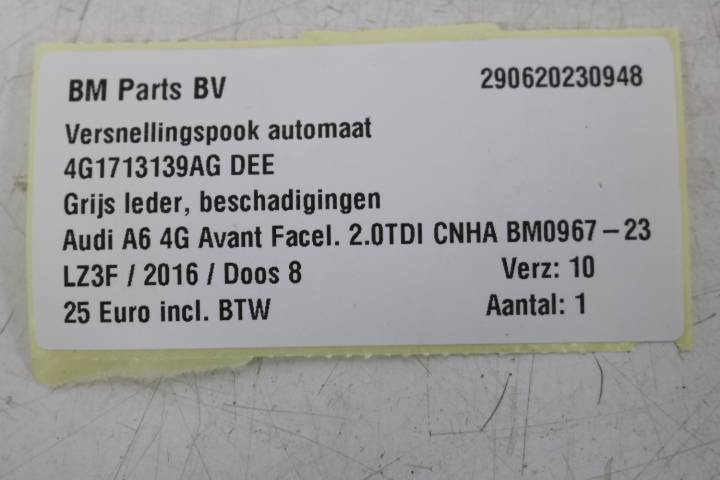 BM Parts BV 290620230948
Versnellingspook automaat
4G1713139AG DEE
Grijs leder, beschadigingen
Audi A6 4G Avant Facel. 2.0TDI CNHA BM0967-23
LZ3F / 2016 / Doos 8 Verz: 10
25 Euro incl. BTW Aantal: 1